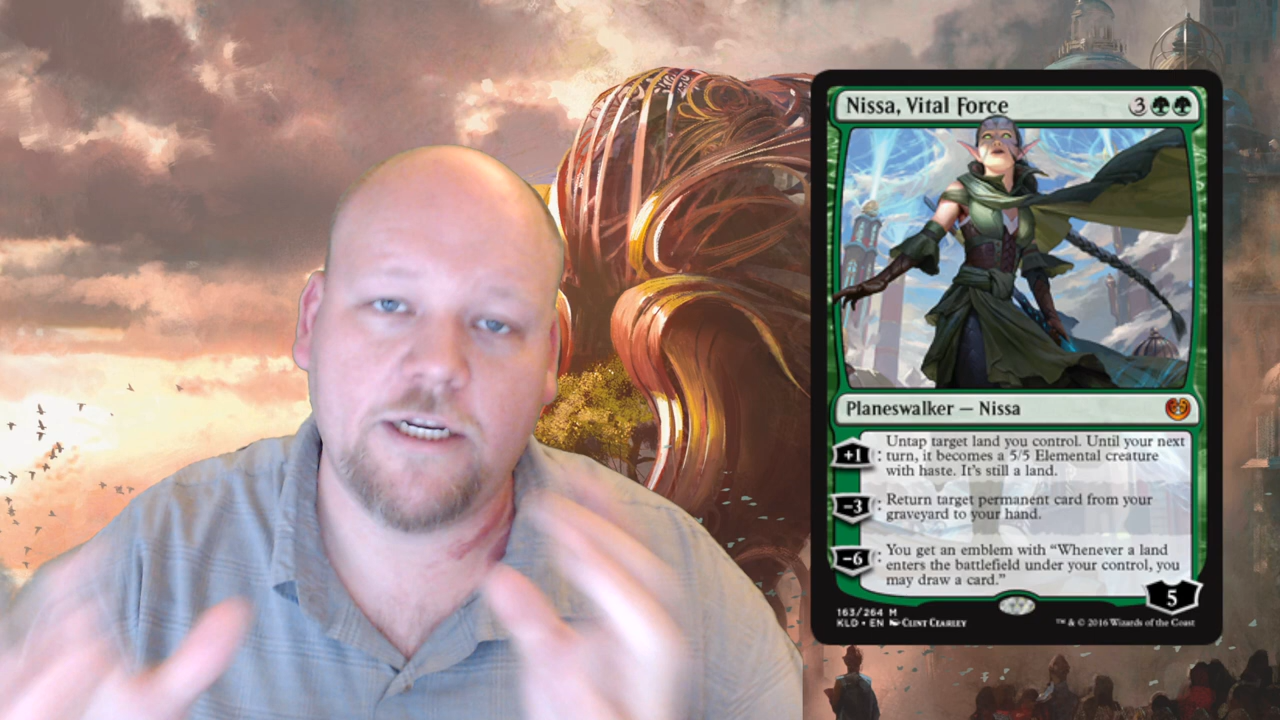 Nissa, Vital Force 3
Planeswalker — Nissa
+1: Untap target land you control. Until your next
turn, it becomes a 5/5 Elemental creature
with haste. It's still a land.
−3: Return target permanent card from your
graveyard to your hand.
−6: You get an emblem with “Whenever a land
enters the battlefield under your control, you
may draw a card.”
5
163/264 M
KLD • EN Clint Cearley
™ & © 2016 Wizards of the Coast